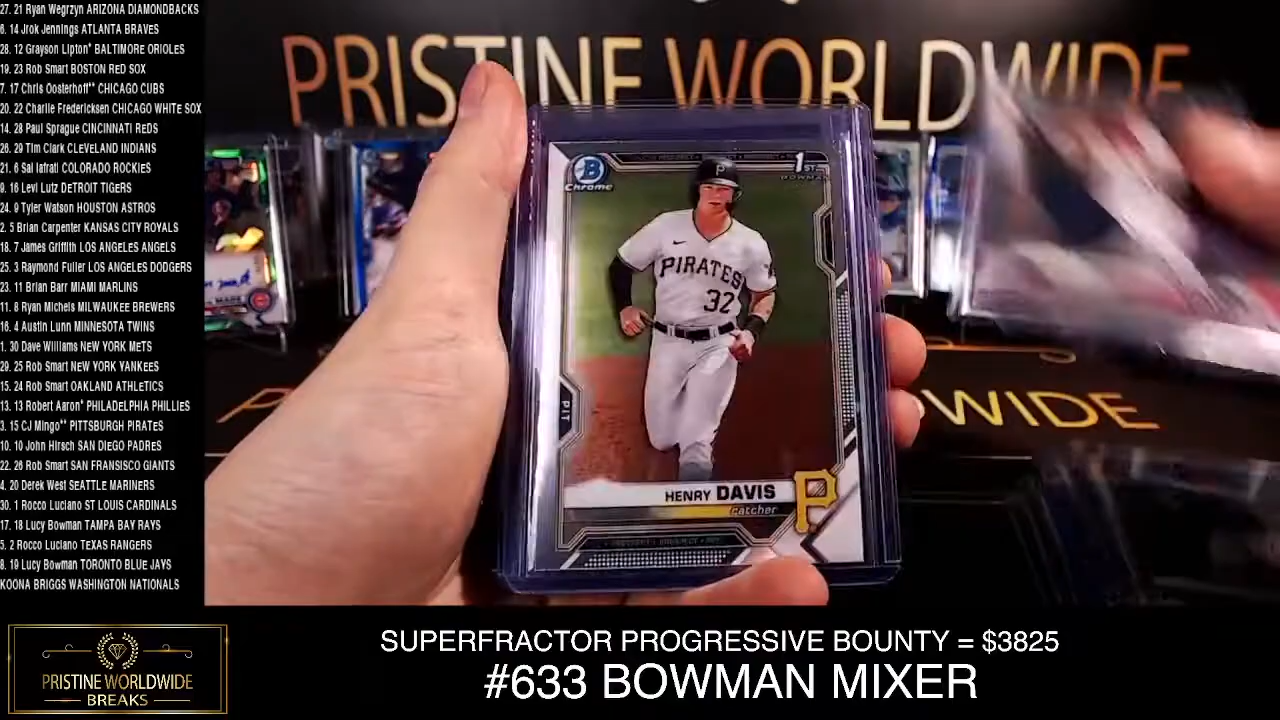 27. 21 Ryan Wegrzyn ARIZONA DIAMONDBACKS
6. 14 Jrok Jennings ATLANTA BRAVES
28. 12 Grayson Lipton* BALTIMORE ORIOLES
19. 23 Rob Smart BOSTON RED SOX
7. 17 Chris Oosterhoff** CHICAGO CUBS
20. 22 Charlie Fredericksen CHICAGO WHITE SOX
14. 28 Paul Sprague CINCINNATI REDS
26. 29 Tim Clark CLEVELAND INDIANS
21. 6 Sal Iafrati COLORADO ROCKIES
9. 16 Levi Lutz DETROIT TIGERS
24. 9 Tyler Watson HOUSTON ASTROS
2. 5 Brian Carpenter KANSAS CITY ROYALS
18. 7 James Griffith LOS ANGELES ANGELS
25. 3 Raymond Fuller LOS ANGELES DODGERS
23. 11 Brian Barr MIAMI MARLINS
11. 8 Ryan Michels MILWAUKEE BREWERS
16. 4 Austin Lunn MINNESOTA TWINS
1. 30 Dave Williams NEW YORK METS
29. 25 Rob Smart NEW YORK YANKEES
15. 24 Rob Smart OAKLAND ATHLETICS
13. 13 Robert Aaron* PHILADELPHIA PHILLIES
3. 15 CJ Mingo** PITTSBURGH PIRATES
10. 10 John Hirsch SAN DIEGO PADRES
22. 26 Rob Smart SAN FRANSISCO GIANTS
4. 20 Derek West SEATTLE MARINERS
30. 1 Rocco Luciano ST LOUIS CARDINALS
17. 18 Lucy Bowman TAMPA BAY RAYS
5. 2 Rocco Luciano TEXAS RANGERS
8. 19 Lucy Bowman TORONTO BLUE JAYS
KOONA BRIGGS WASHINGTON NATIONALS
PRISTINE WORLDWIDE
B
Chrome
1ST
BOWMAN
P
PIRATES
32
PIT
HENRY DAVIS
catcher
P
WIDE
PRISTINE WORLDWIDE
BREAKS
SUPERFRACTOR PROGRESSIVE BOUNTY = $3825
#633 BOWMAN MIXER